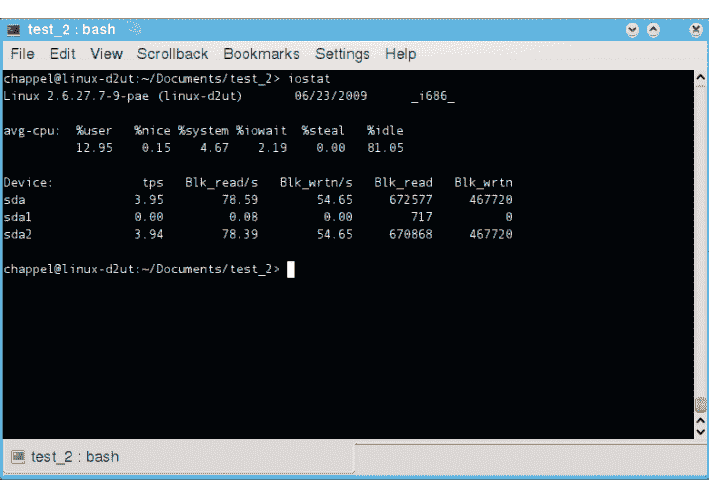 test_2 : bash
File Edit View Scrollback Bookmarks Settings Help
chappel@linux-d2ut:~/Documents/test_2> iostat
Linux 2.6.27.7-9-pae (linux-d2ut) 06/23/2009 _i686_
avg-cpu: %user %nice %system %iowait %steal %idle
12.95 0.15 4.67 2.19 0.00 81.05
Device: tps Blk_read/s Blk_wrtn/s Blk_read Blk_wrtn
sda 3.95 78.59 54.65 672577 467720
sda1 0.00 0.08 0.00 717 0
sda2 3.94 78.39 54.65 670868 467720
chappel@linux-d2ut:~/Documents/test_2>
test_2 : bash